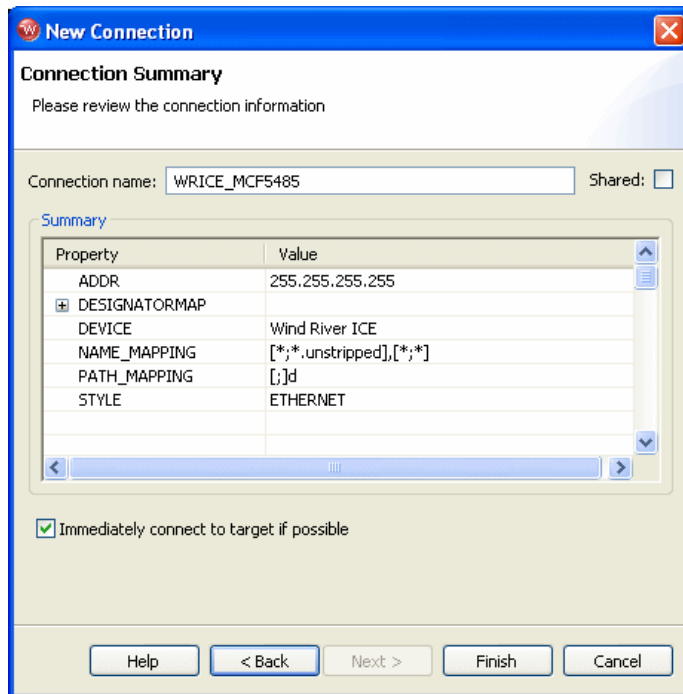 New Connection
Connection Summary
Please review the connection information
Connection name: WRICE_MCF5485 Shared:
Summary
Property Value
ADDR 255.255.255.255
DESIGNATORMAP
DEVICE Wind River ICE
NAME_MAPPING [*;*.unstripped],[*;*]
PATH_MAPPING [;]d
STYLE ETHERNET
Immediately connect to target if possible
Help < Back Next > Finish Cancel